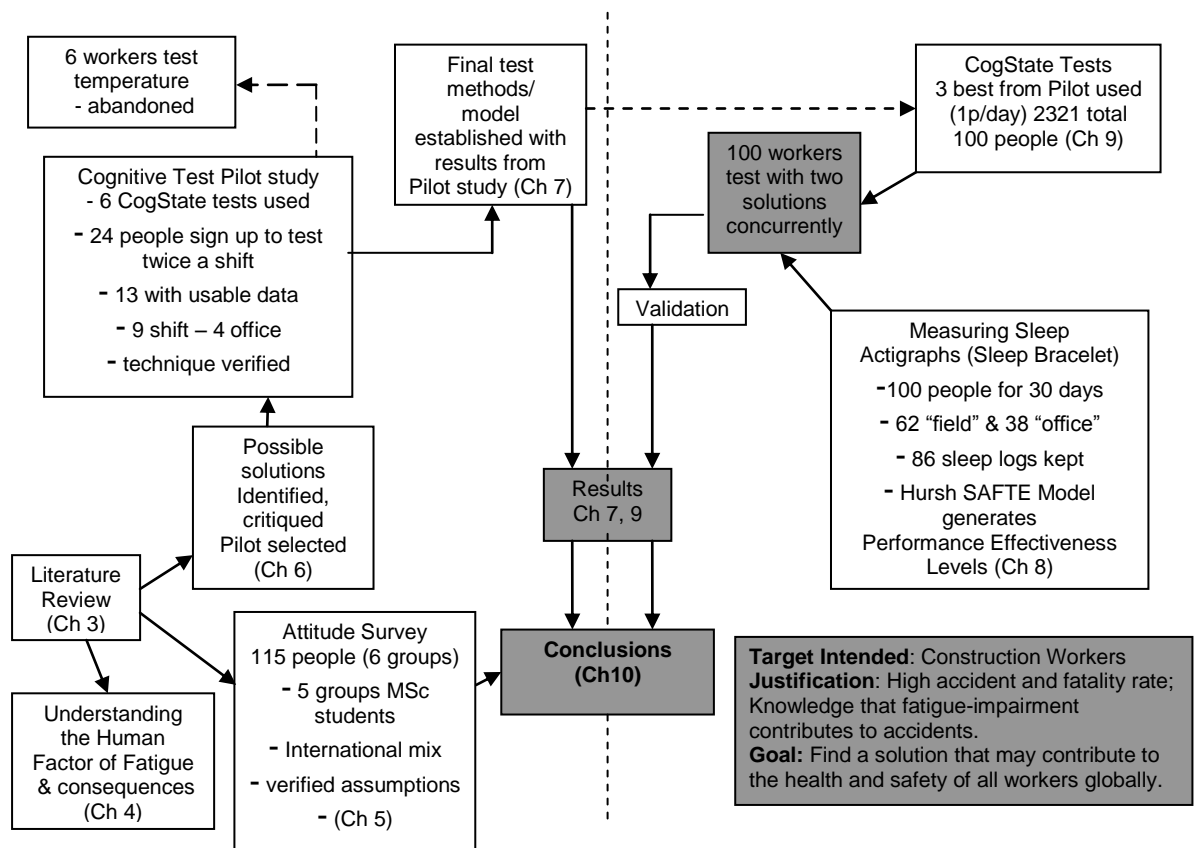 6 workers test
temperature
- abandoned
Cognitive Test Pilot study
- 6 CogState tests used
- 24 people sign up to test
twice a shift
- 13 with usable data
- 9 shift – 4 office
- technique verified
Possible
solutions
Identified,
critiqued
Pilot selected
(Ch 6)
Literature
Review
(Ch 3)
Understanding
the Human
Factor of Fatigue
& consequences
(Ch 4)
Attitude Survey
115 people (6 groups)
- 5 groups MSc
students
- International mix
- verified assumptions
- (Ch 5)
Final test
methods/
model
established with
results from
Pilot study (Ch 7)
CogState Tests
3 best from Pilot used
(1p/day) 2321 total
100 people (Ch 9)
100 workers
test with two
solutions
concurrently
Validation
Measuring Sleep
Actigraphs (Sleep Bracelet)
-100 people for 30 days
- 62 “field” & 38 “office”
- 86 sleep logs kept
- Hursh SAFTE Model
generates
Performance Effectiveness
Levels (Ch 8)
Results
Ch 7, 9
Conclusions
(Ch10)
Target Intended: Construction Workers
Justification: High accident and fatality rate;
Knowledge that fatigue-impairment
contributes to accidents.
Goal: Find a solution that may contribute to
the health and safety of all workers globally.